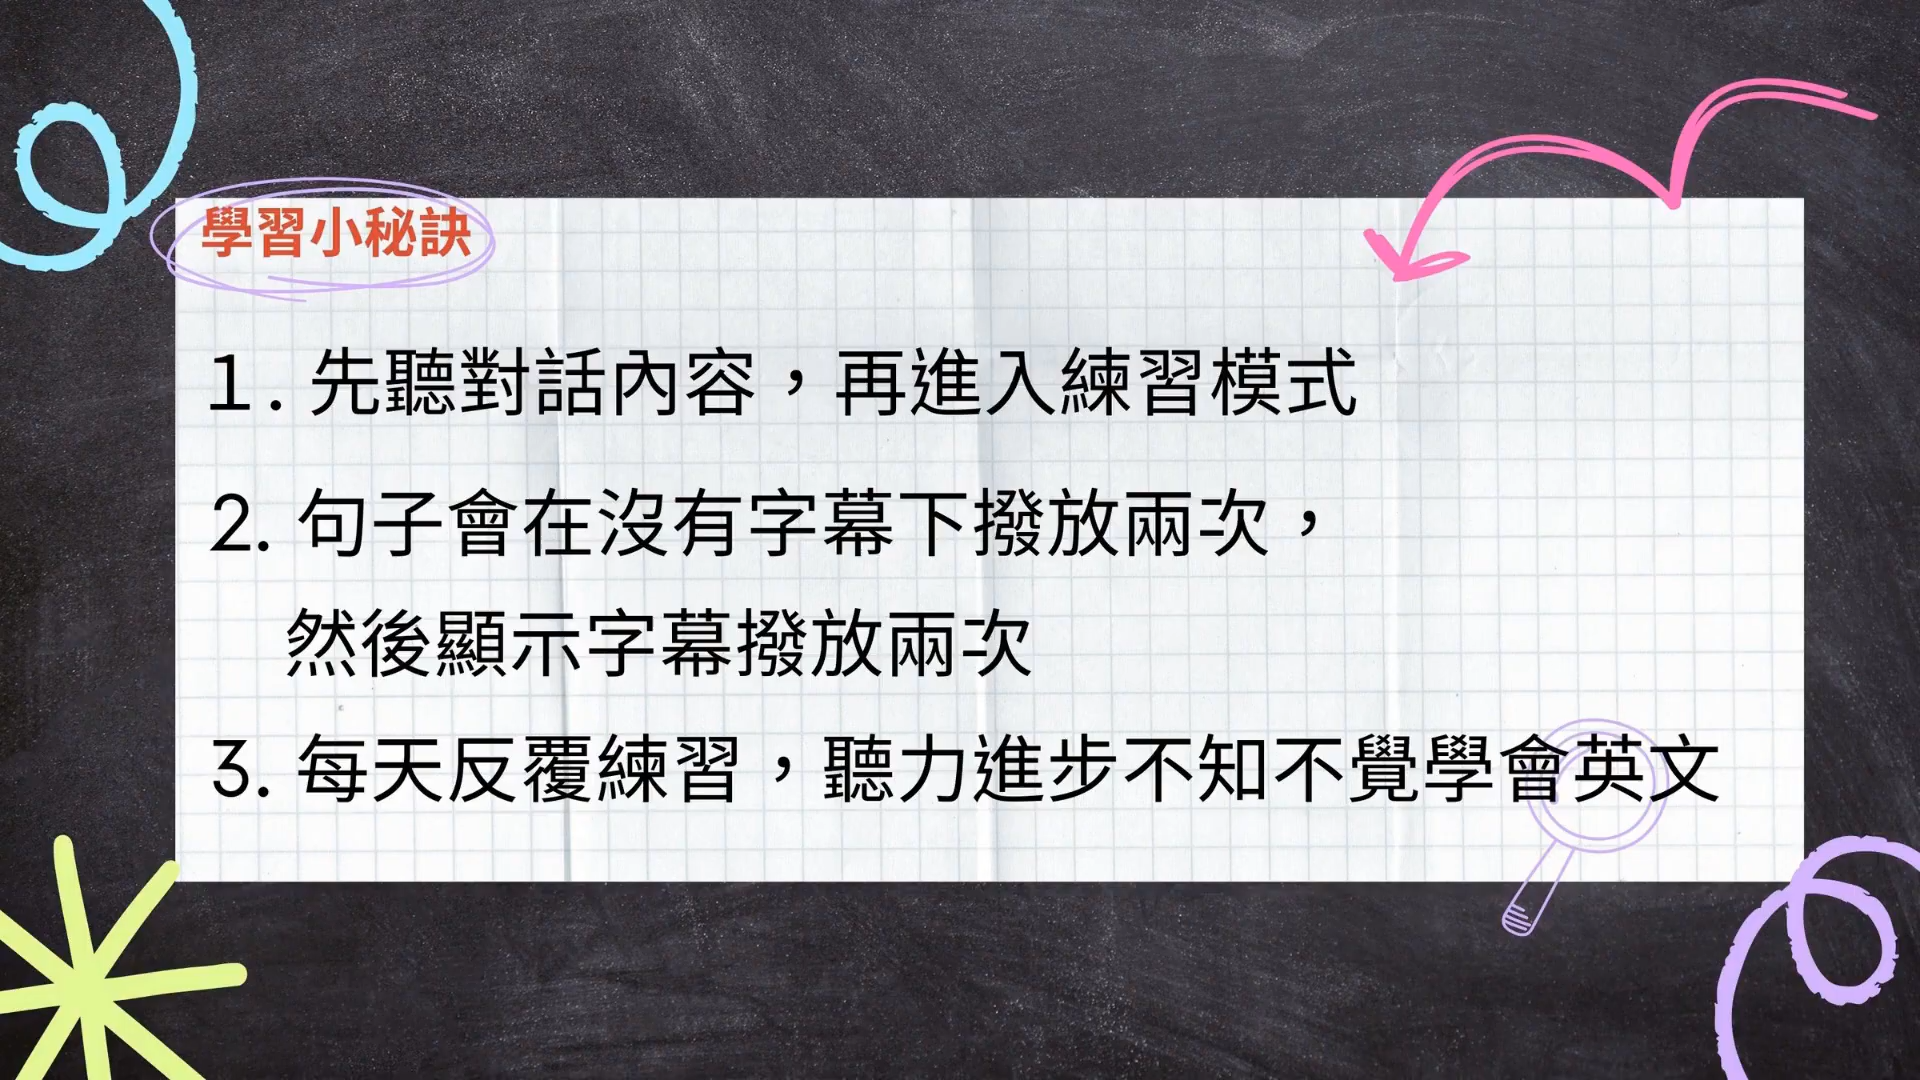 學習小秘訣
1. 先聽對話內容，再進入練習模式
2. 句子會在沒有字幕下撥放兩次，
然後顯示字幕撥放兩次
3. 每天反覆練習，聽力進步不知不覺學會英文